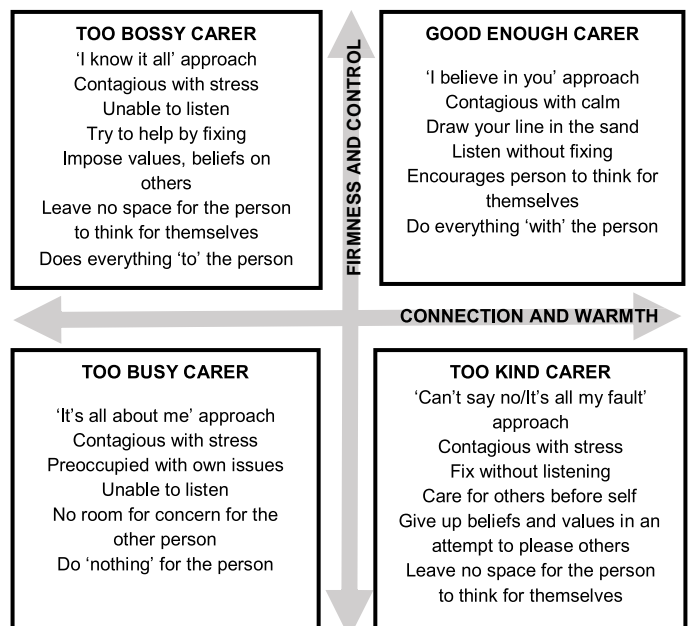 TOO BOSSY CARER
‘I know it all’ approach
Contagious with stress
Unable to listen
Try to help by fixing
Impose values, beliefs on
others
Leave no space for the person
to think for themselves
Does everything ‘to’ the person
FIRMNESS AND CONTROL
GOOD ENOUGH CARER
‘I believe in you’ approach
Contagious with calm
Draw your line in the sand
Listen without fixing
Encourages person to think for
themselves
Do everything ‘with’ the person
CONNECTION AND WARMTH
TOO BUSY CARER
‘It’s all about me’ approach
Contagious with stress
Preoccupied with own issues
Unable to listen
No room for concern for the
other person
Do ‘nothing’ for the person
TOO KIND CARER
‘Can’t say no/It’s all my fault’
approach
Contagious with stress
Fix without listening
Care for others before self
Give up beliefs and values in an
attempt to please others
Leave no space for the person
to think for themselves